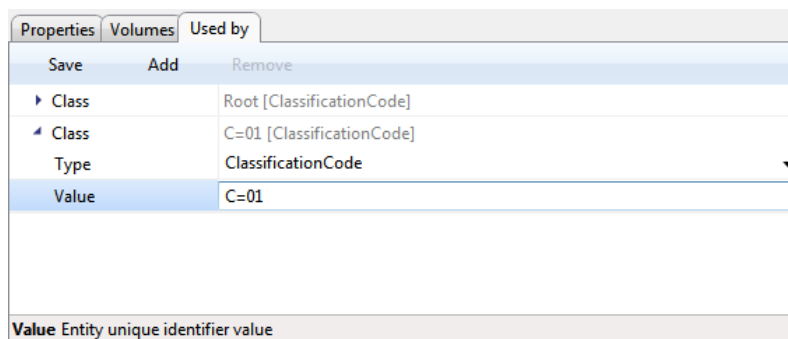 Properties Volumes Used by
Save Add Remove
Class Root [ClassificationCode]
Class C=01 [ClassificationCode]
Type ClassificationCode
Value C=01
Value Entity unique identifier value